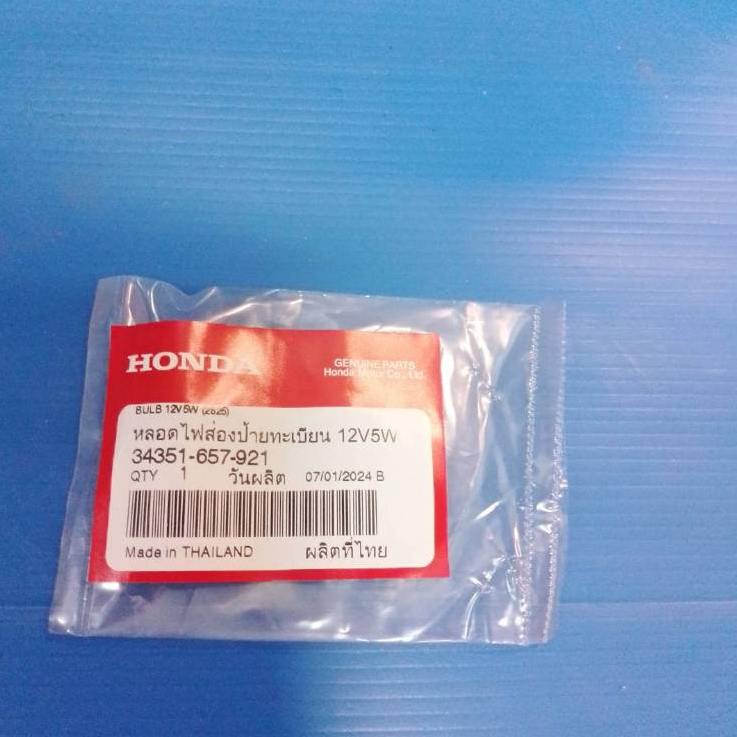 HONDA
GENUINE PARTS
Honda Motor Co., Ltd.
BULB 12V5W (2825)
หลอดไฟส่องป้ายทะเบียน 12V5W
34351-657-921
QTY 1 วันผลิต 07/01/2024 B
Made in THAILAND ผลิตที่ไทย